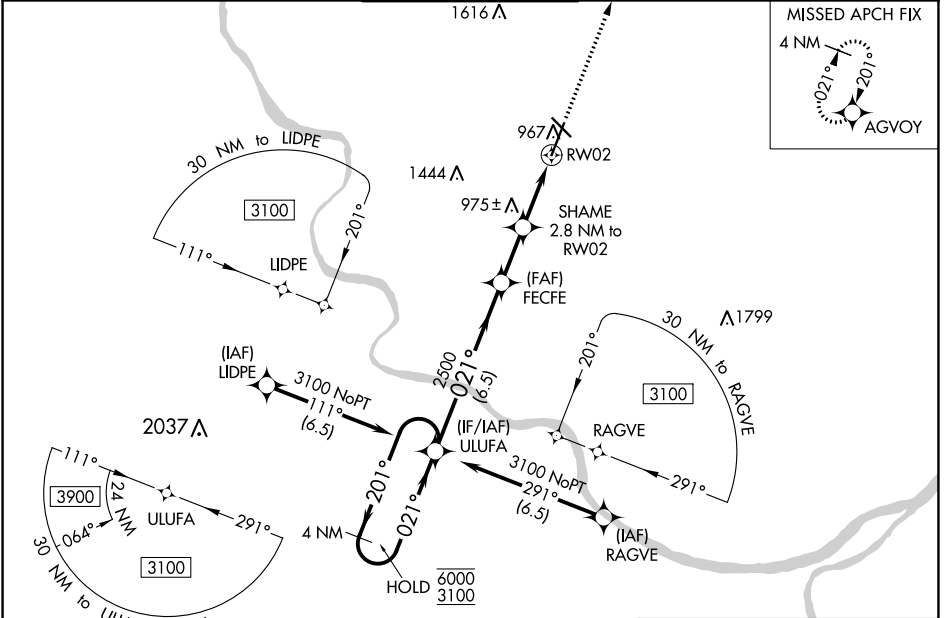 1616
MISSED APCH FIX
4 NM
021°
201°
AGVOY
967
RW02
30 NM to LIDPE
3100
201°
111°
LIDPE
1444
975±
SHAME
2.8 NM to
RW02
(FAF)
FECFE
1799
30 NM to RAGVE
201°
3100
RAGVE
291°
(IAF)
LIDPE
3100 NoPT
111°
(6.5)
2500
021°
(6.5)
(IF/IAF)
ULUFA
3100 NoPT
291°
(6.5)
(IAF)
RAGVE
2037
111°
3900
24 NM
064°
ULUFA
291°
3100
30 NM to
201°
021°
4 NM
HOLD
6000
3100